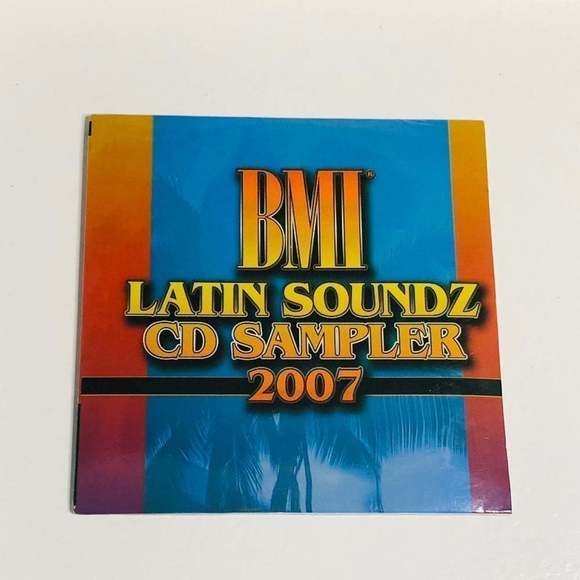 BMI®
LATIN SOUNDZ
CD SAMPLER
2007